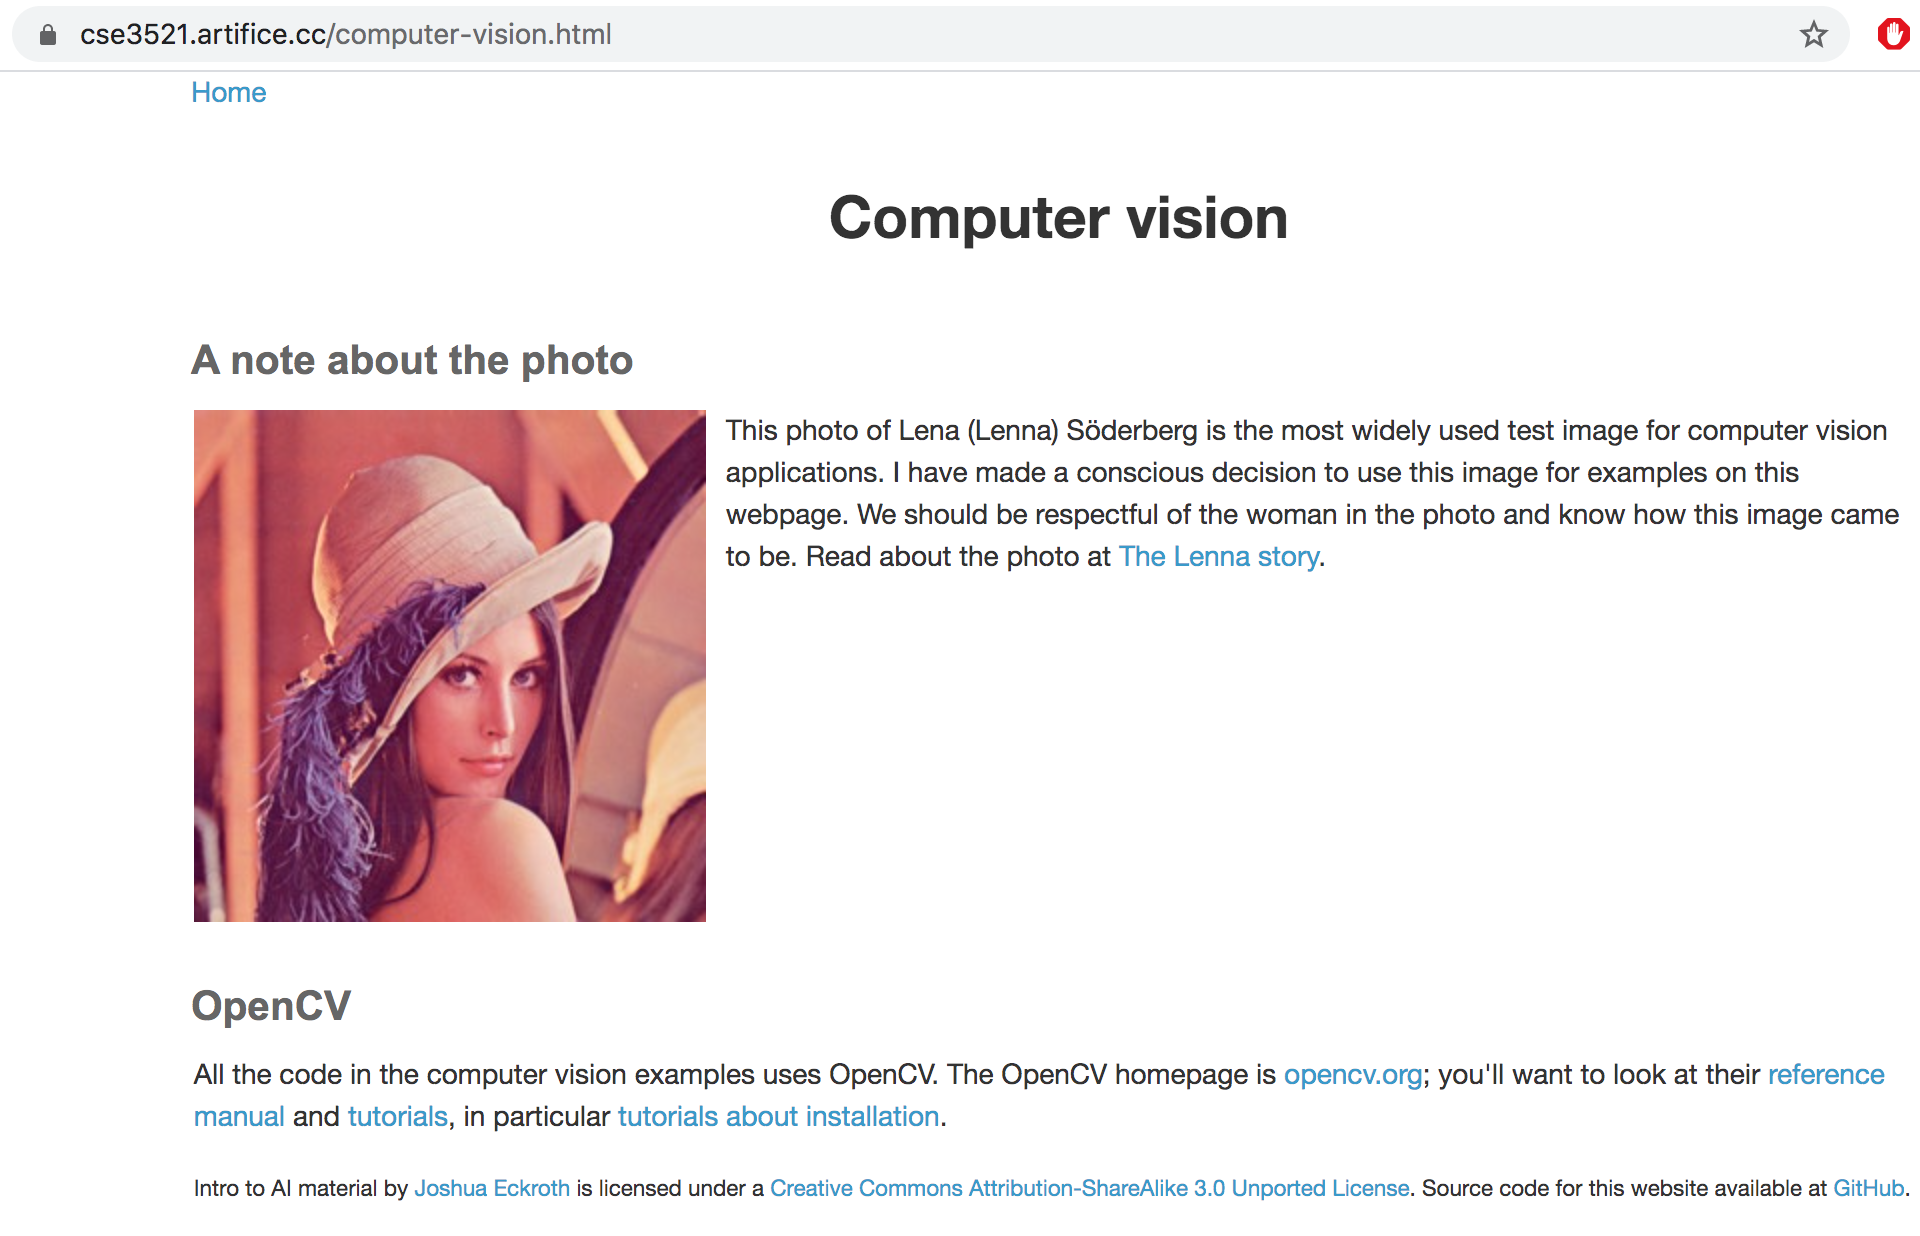 cse3521.artifice.cc/computer-vision.html
Home
Computer vision
A note about the photo
This photo of Lena (Lenna) Söderberg is the most widely used test image for computer vision
applications. I have made a conscious decision to use this image for examples on this
webpage. We should be respectful of the woman in the photo and know how this image came
to be. Read about the photo at The Lenna story.
OpenCV
All the code in the computer vision examples uses OpenCV. The OpenCV homepage is opencv.org; you'll want to look at their reference
manual and tutorials, in particular tutorials about installation.
Intro to AI material by Joshua Eckroth is licensed under a Creative Commons Attribution-ShareAlike 3.0 Unported License. Source code for this website available at GitHub.